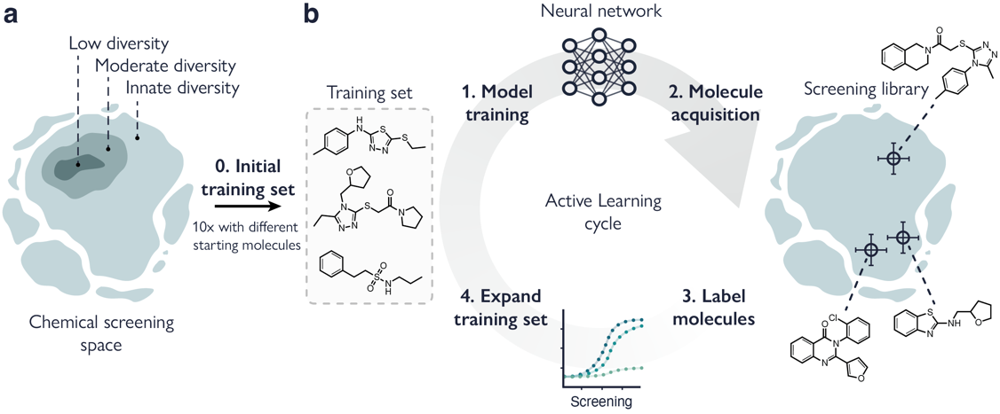 a
Low diversity
Moderate diversity
Innate diversity
Chemical screening
space
0. Initial
training set
10x with different
starting molecules
b
Training set
H
N
S
S
N
N
O
N
S
O
N
N
N
O
S
O
N
H
Neural network
1. Model
training
2. Molecule
acquisition
Active Learning
cycle
4. Expand
training set
3. Label
molecules
Screening
Screening library
N
O
S
N
N
N
O
Cl
N
N
O
S
N
NH
O